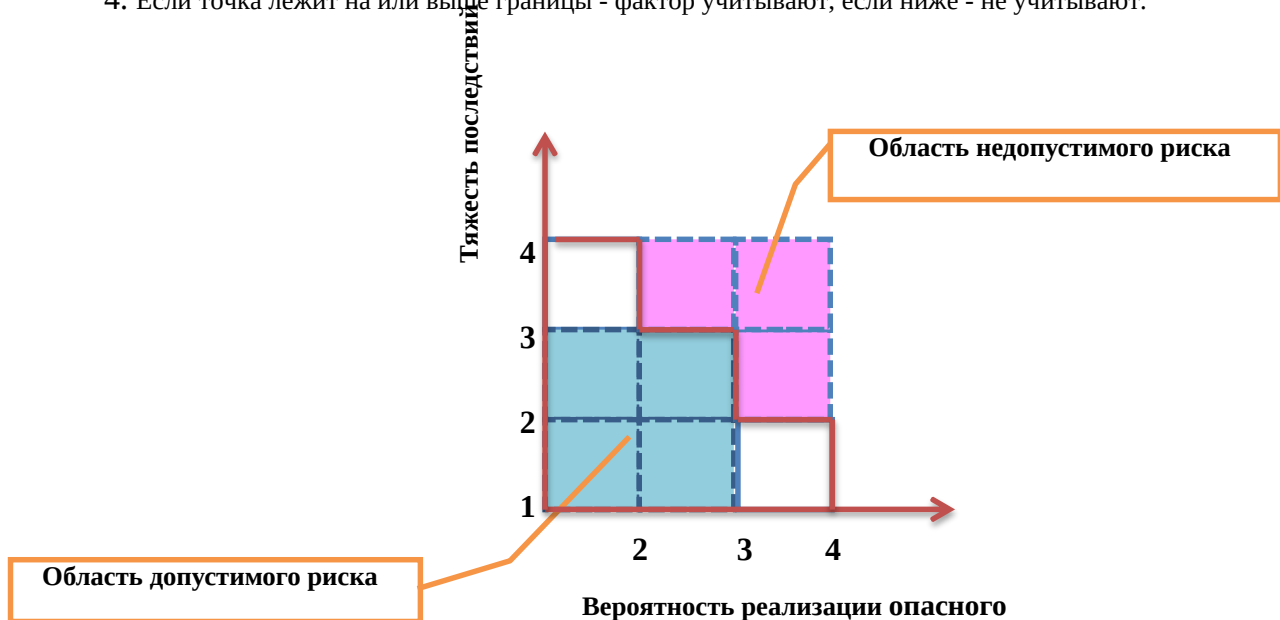 4. Если точка лежит на или выше границы - фактор учитывают, если ниже - не учитывают.
Тяжесть последствий
Область недопустимого риска
4
3
2
1
2 3 4
Область допустимого риска
Вероятность реализации опасного